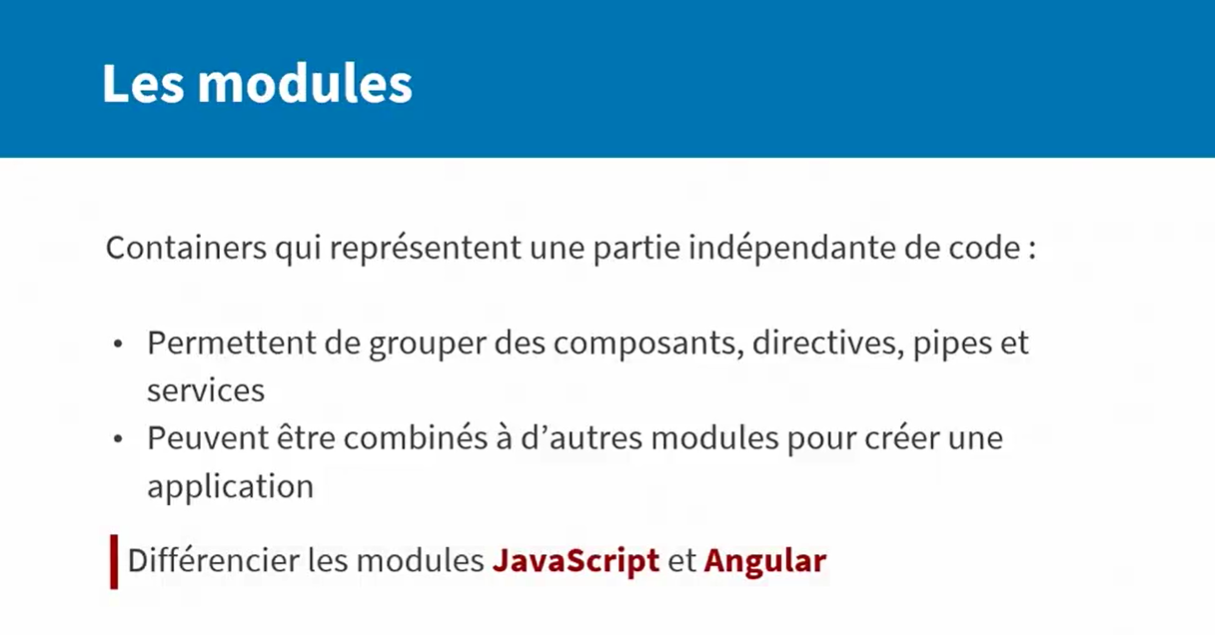 Les modules
Containers qui représentent une partie indépendante de code :
• Permettent de grouper des composants, directives, pipes et
services
• Peuvent être combinés à d’autres modules pour créer une
application
Différencier les modules JavaScript et Angular